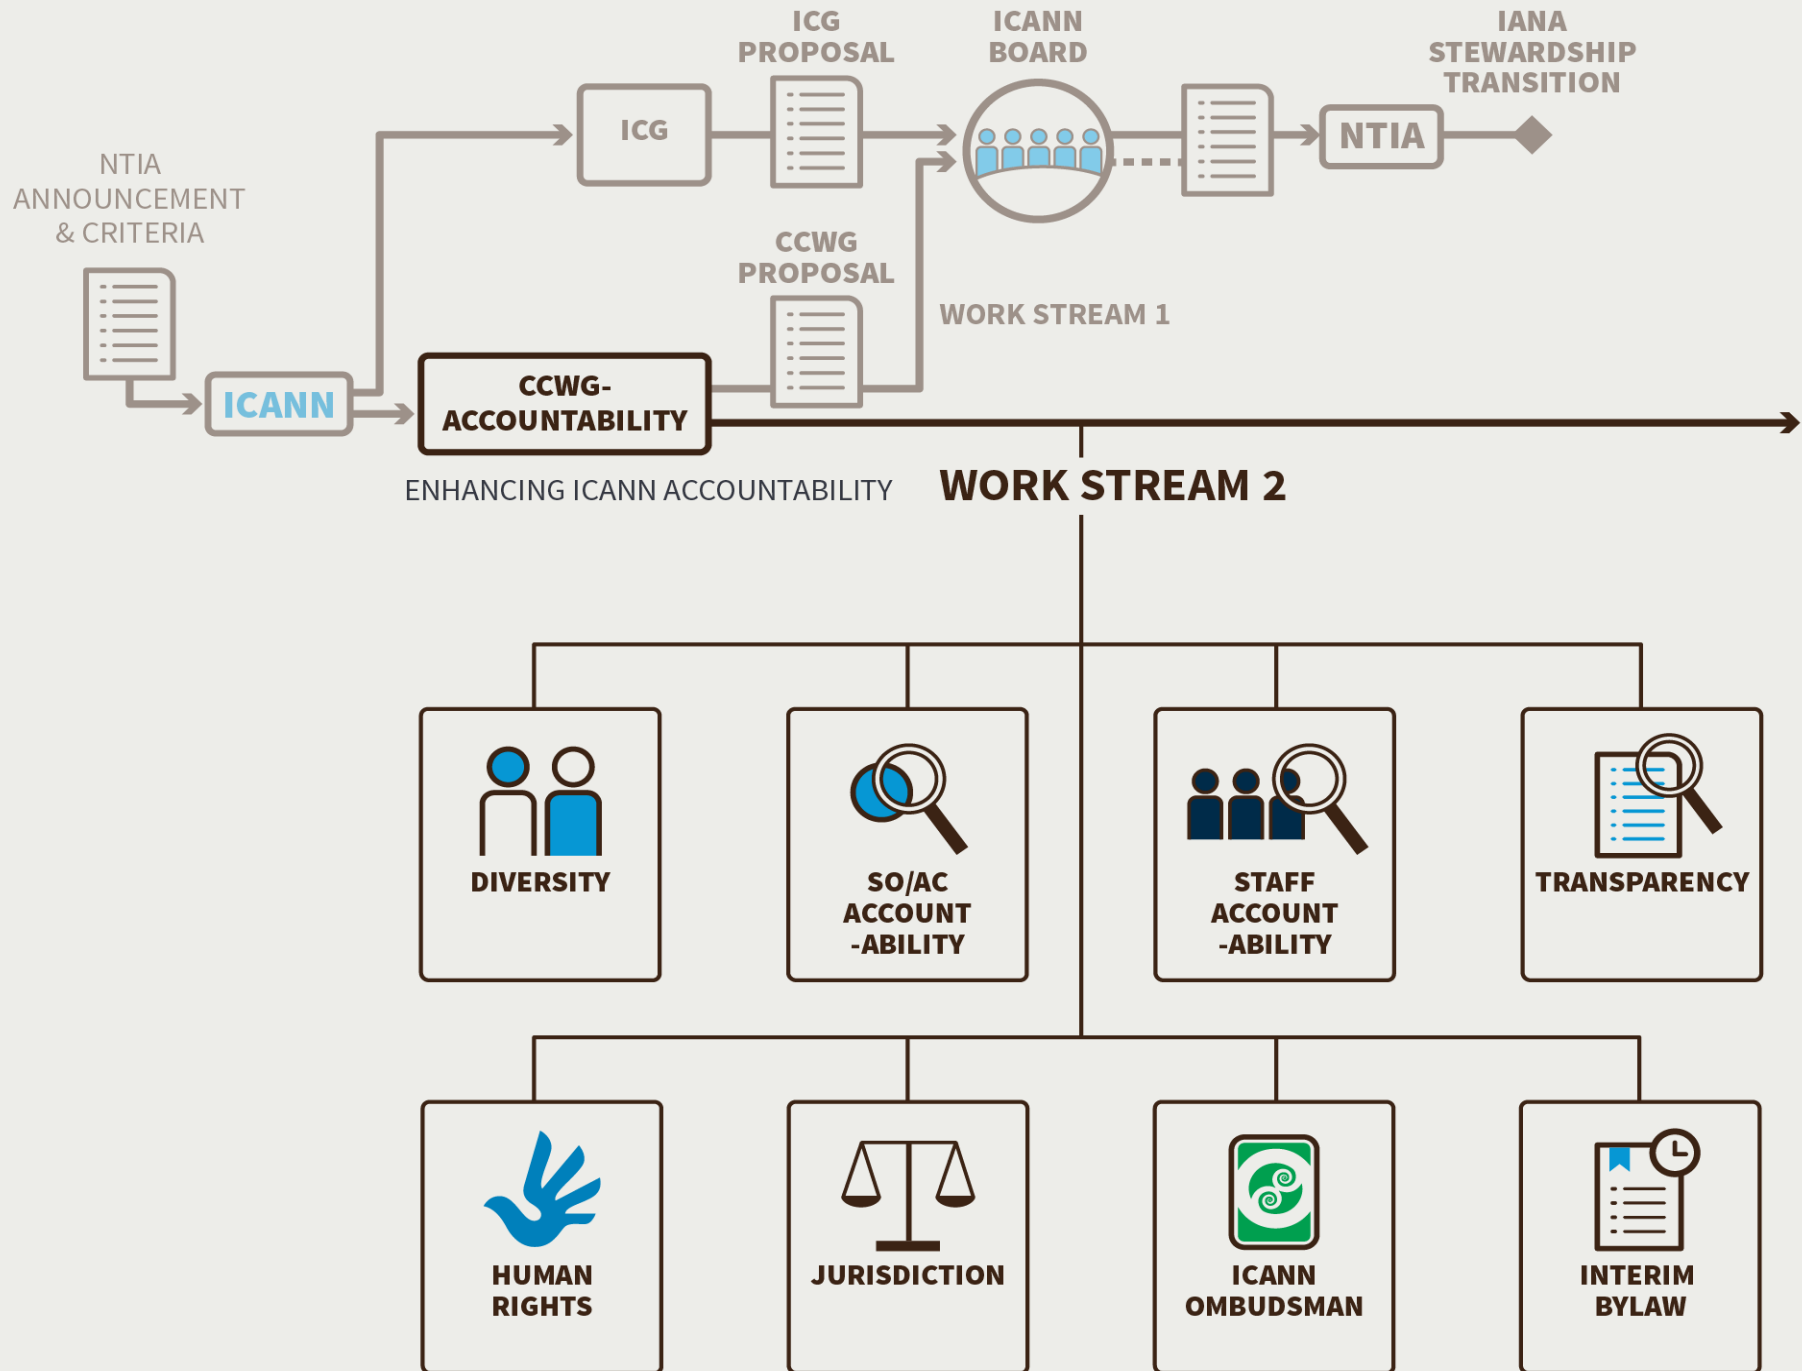 ICG
PROPOSAL
ICANN
BOARD
IANA
STEWARDSHIP
TRANSITION
ICG
NTIA
NTIA
ANNOUNCEMENT
& CRITERIA
CCWG
PROPOSAL
WORK STREAM 1
ICANN
CCWG-
ACCOUNTABILITY
ENHANCING ICANN ACCOUNTABILITY
WORK STREAM 2
DIVERSITY
SO/AC
ACCOUNT
-ABILITY
STAFF
ACCOUNT
-ABILITY
TRANSPARENCY
HUMAN
RIGHTS
JURISDICTION
ICANN
OMBUDSMAN
INTERIM
BYLAW